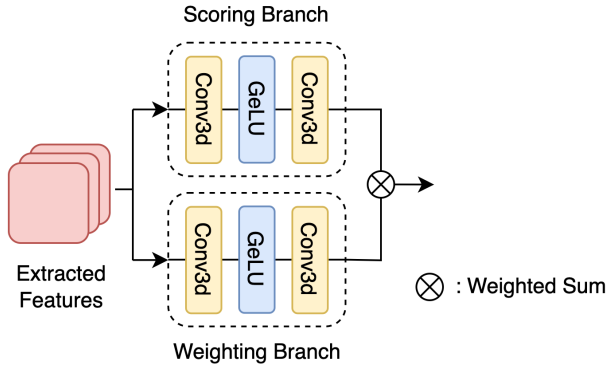 Scoring Branch
Conv3d
GeLU
Conv3d
Extracted
Features
Conv3d
GeLU
Conv3d
: Weighted Sum
Weighting Branch